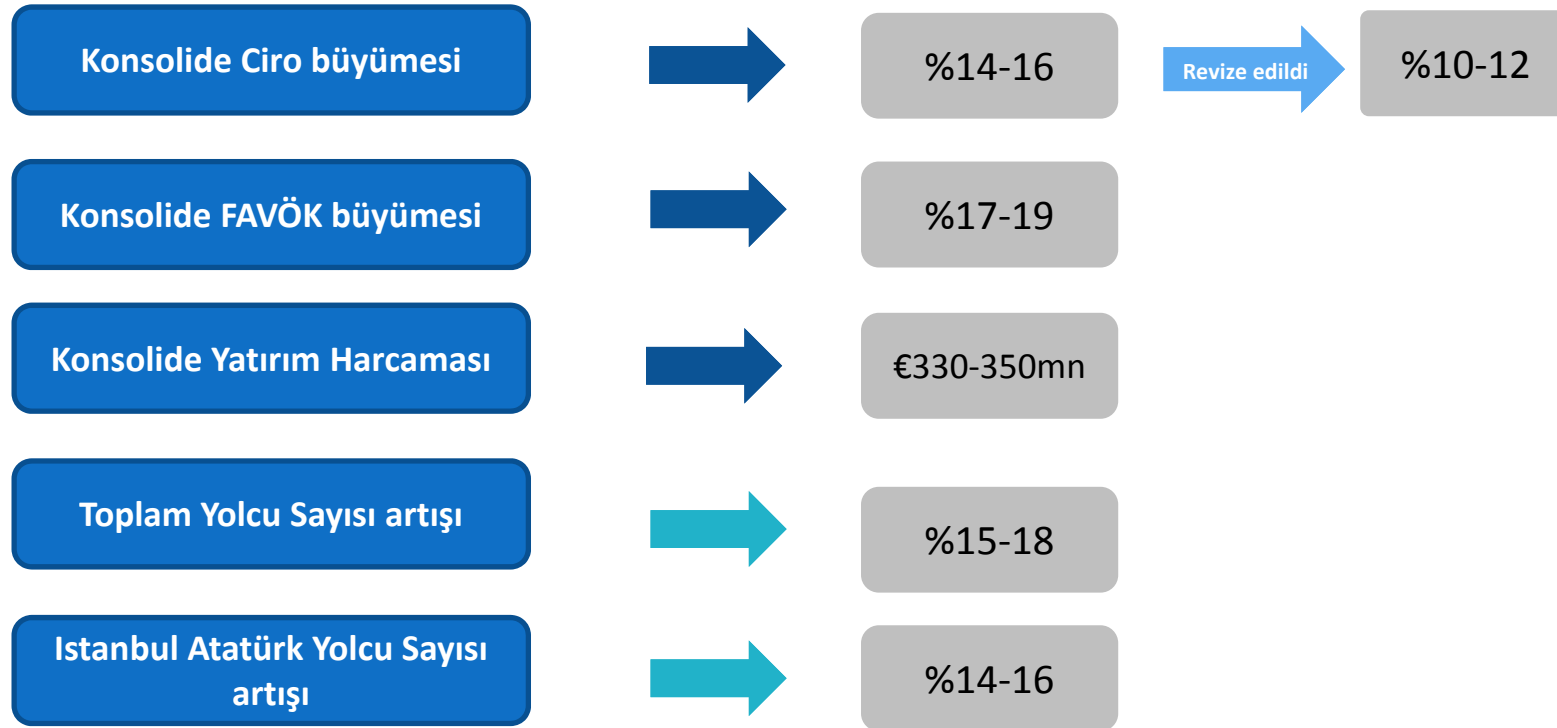 Konsolide Ciro büyümesi
%14-16
Revize edildi
%10-12
Konsolide FAVÖK büyümesi
%17-19
Konsolide Yatırım Harcaması
€330-350mn
Toplam Yolcu Sayısı artışı
%15-18
Istanbul Atatürk Yolcu Sayısı
artışı
%14-16